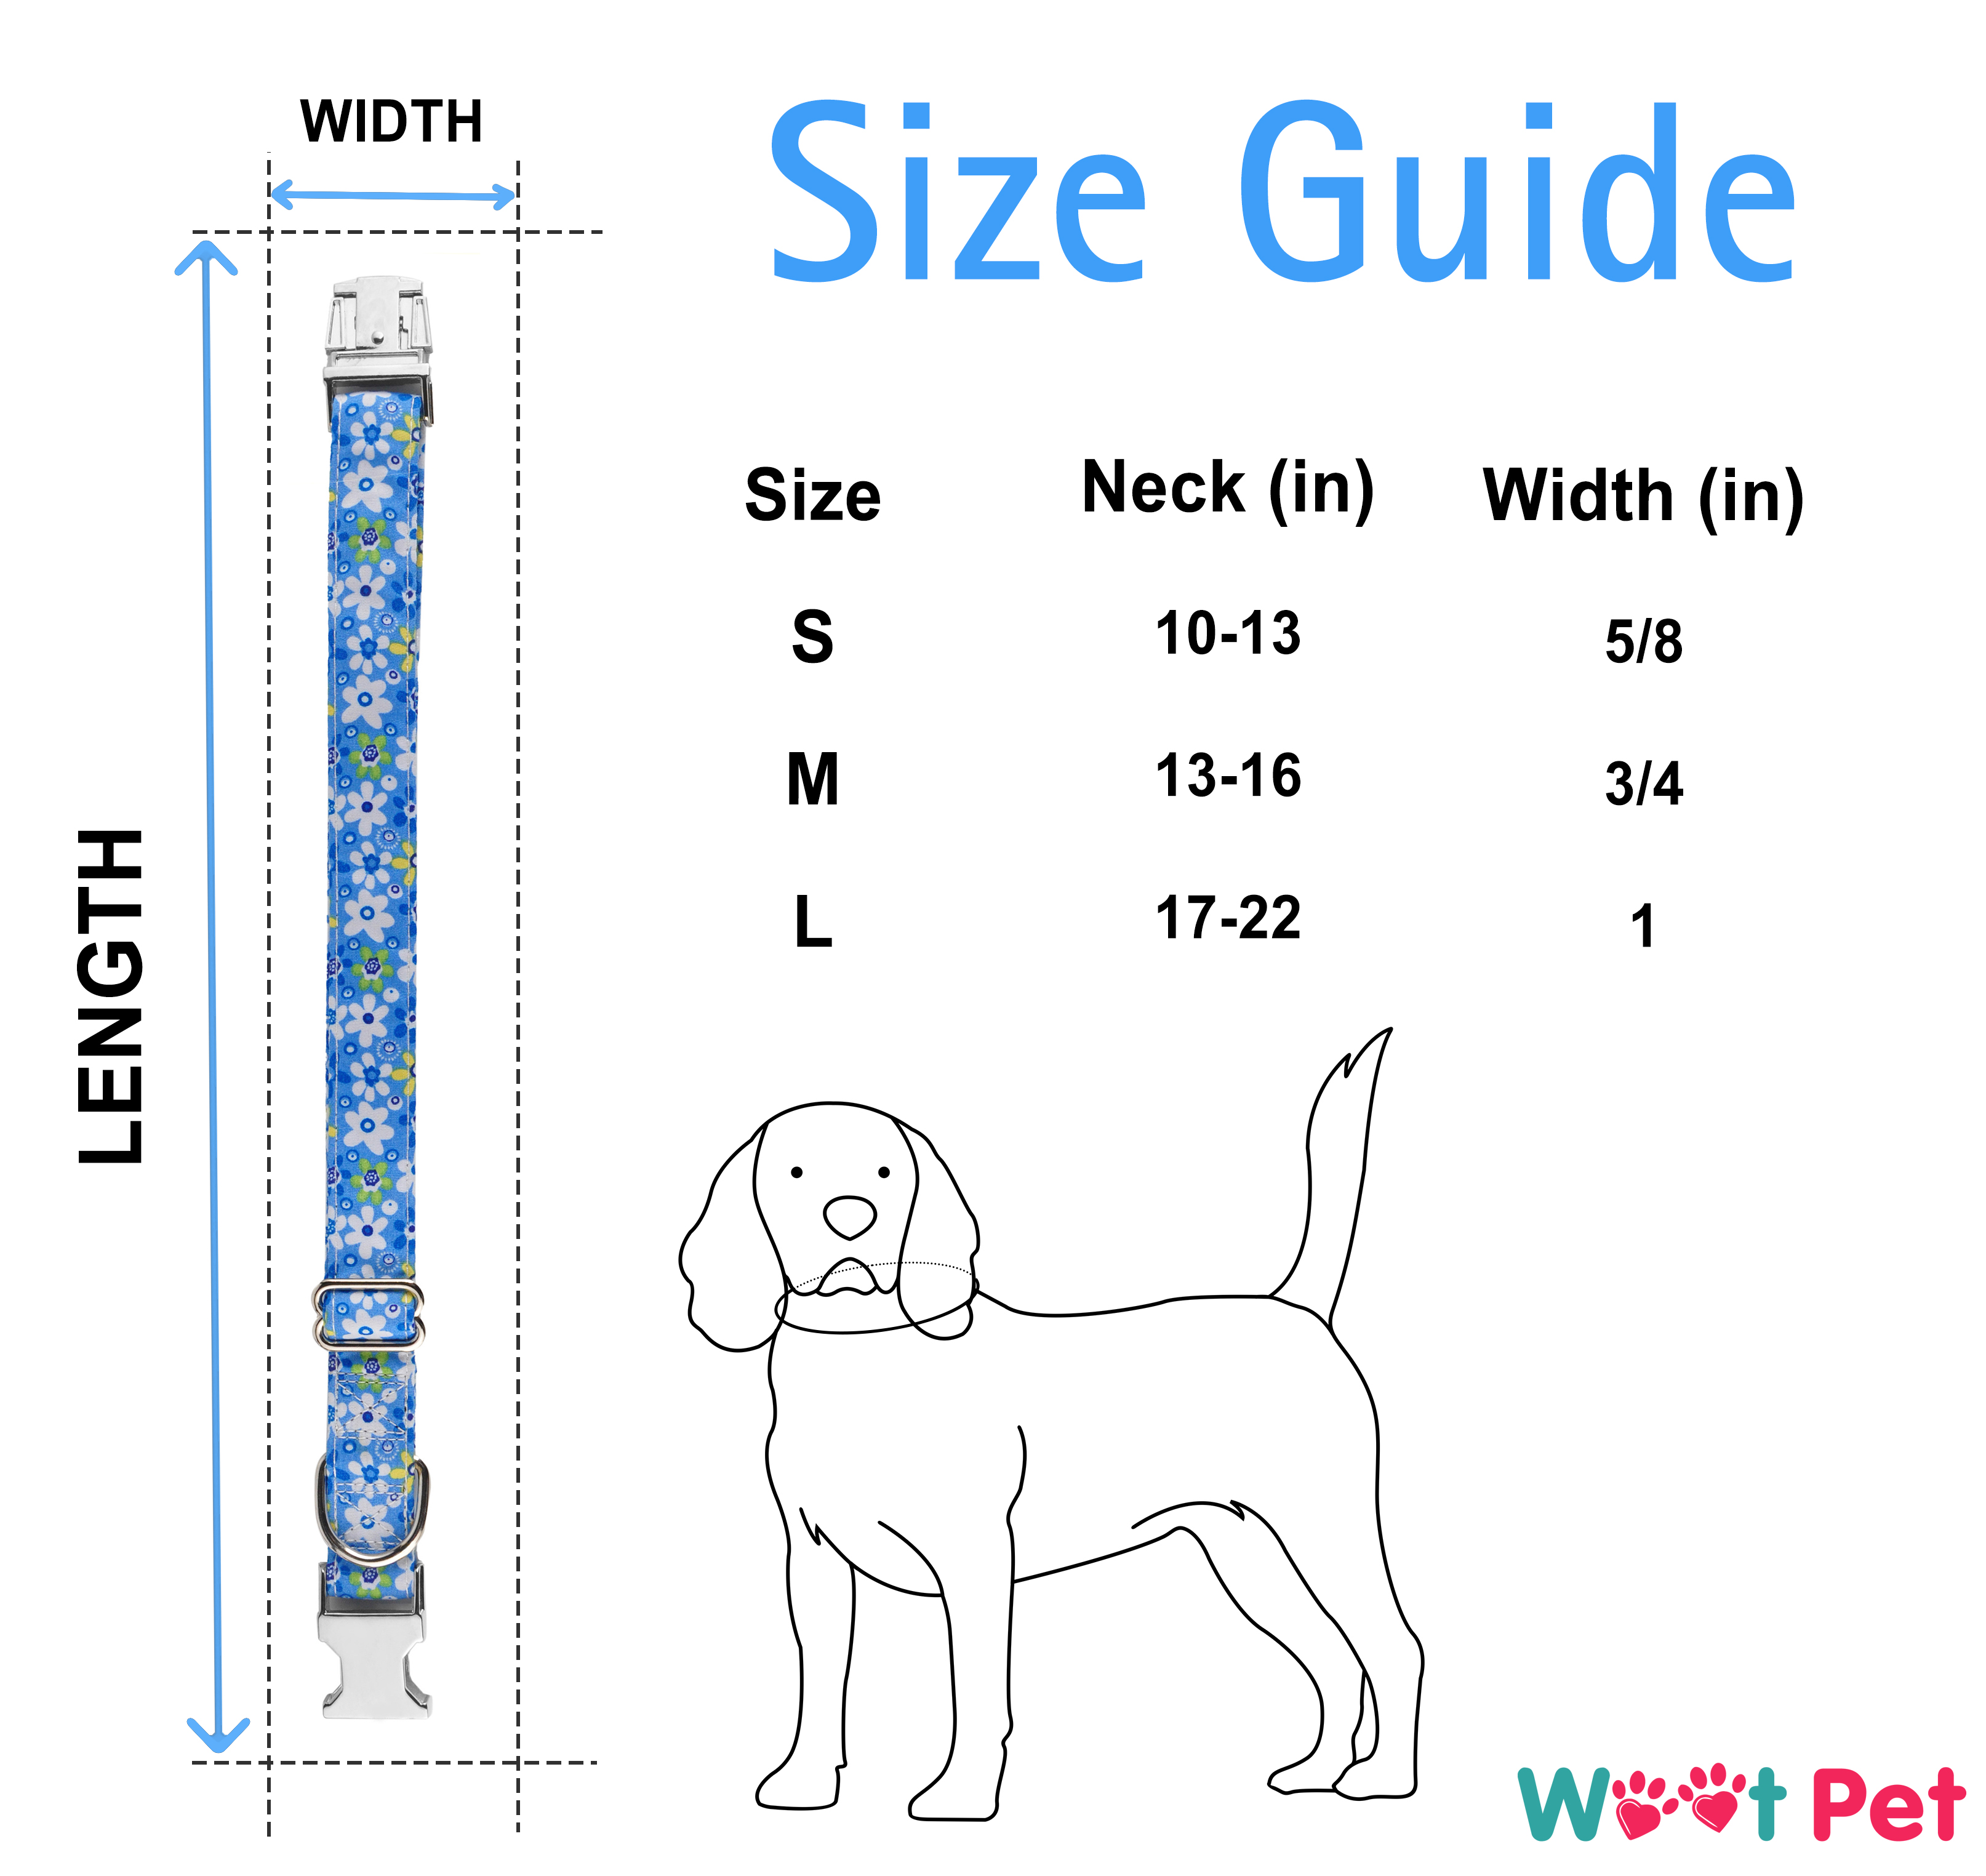 WIDTH
Size Guide
LENGTH
Size Neck (in) Width (in)
S 10-13 5/8
M 13-16 3/4
L 17-22 1
Woot Pet